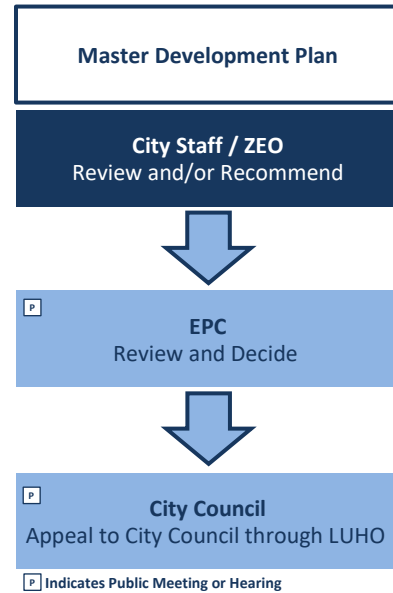 Master Development Plan
City Staff / ZEO
Review and/or Recommend
P
EPC
Review and Decide
P
City Council
Appeal to City Council through LUHO
P Indicates Public Meeting or Hearing